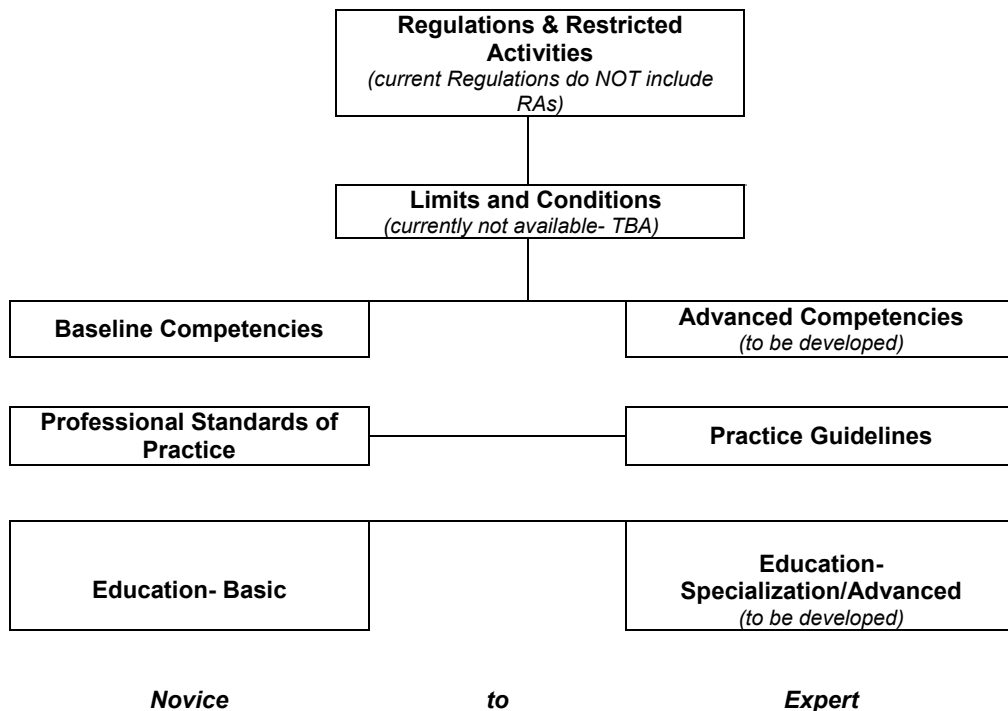 Regulations & Restricted
Activities
(current Regulations do NOT include
RAs)
Limits and Conditions
(currently not available- TBA)
Baseline Competencies
Advanced Competencies
(to be developed)
Professional Standards of
Practice
Practice Guidelines
Education- Basic
Education-
Specialization/Advanced
(to be developed)
Novice to Expert